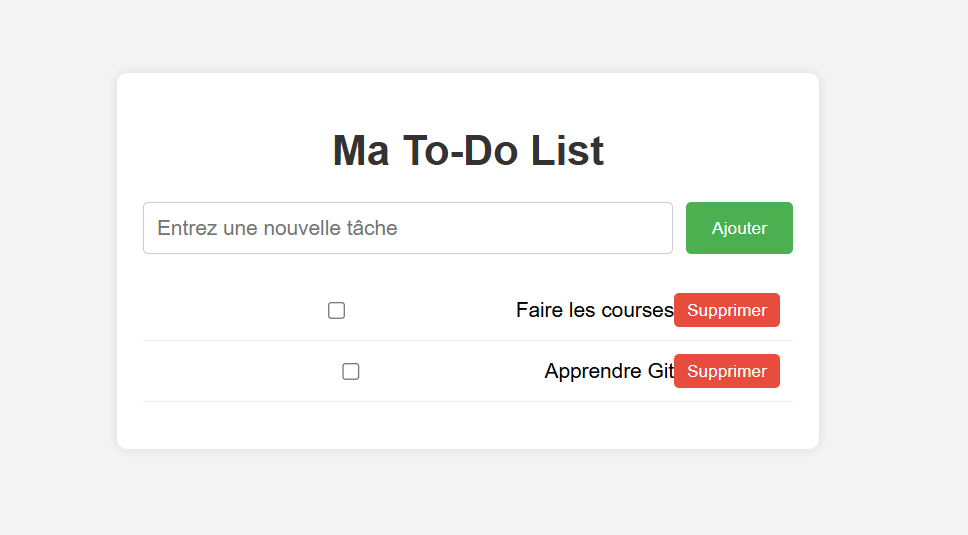 Ma To-Do List
Entrez une nouvelle tâche Ajouter
Faire les courses Supprimer
Apprendre Git Supprimer